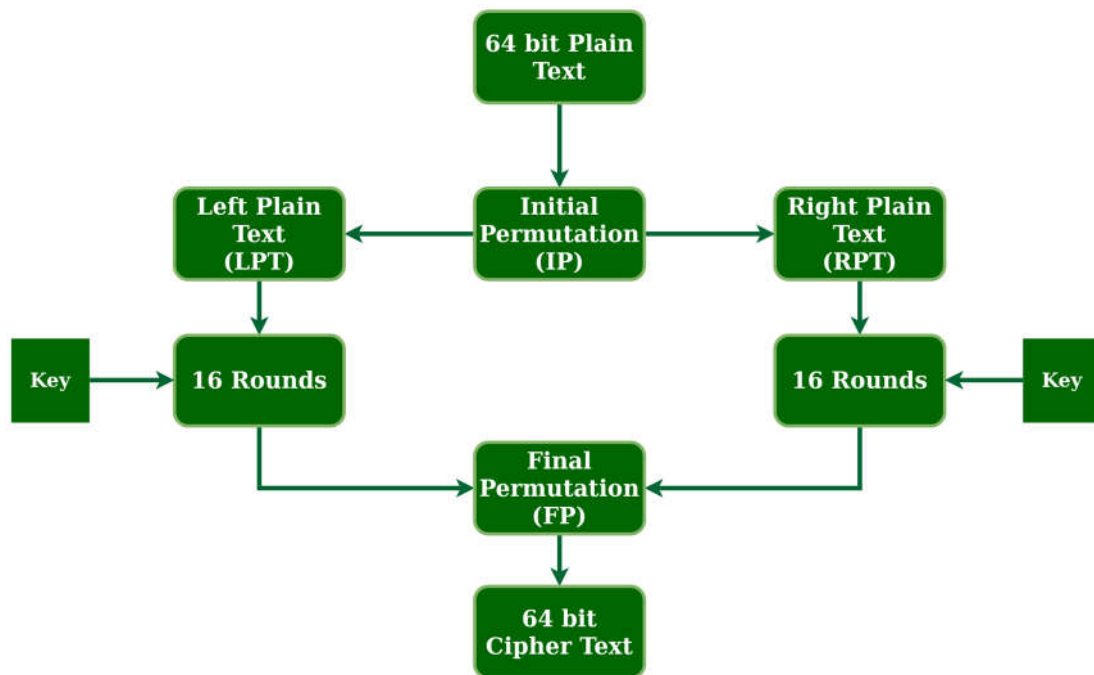 64 bit Plain
Text
Left Plain
Text
(LPT)
Initial
Permutation
(IP)
Right Plain
Text
(RPT)
Key
16 Rounds
16 Rounds
Key
Final
Permutation
(FP)
64 bit
Cipher Text